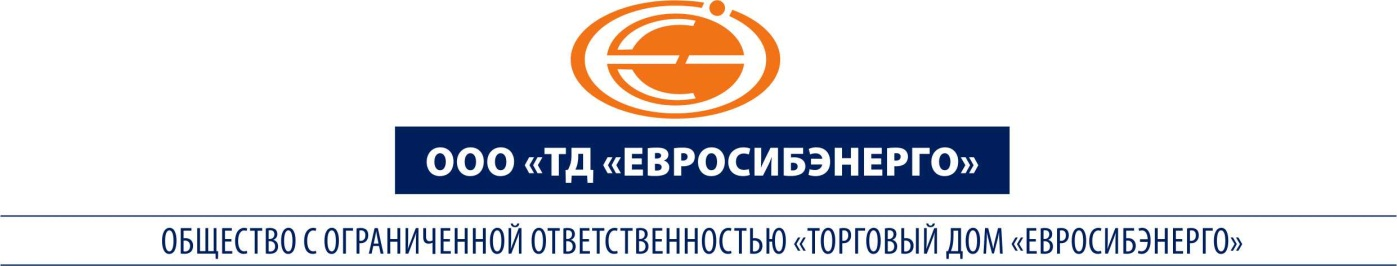 ООО «ТД «ЕВРОСИБЭНЕРГО»
ОБЩЕСТВО С ОГРАНИЧЕННОЙ ОТВЕТСТВЕННОСТЬЮ «ТОРГОВЫЙ ДОМ «ЕВРОСИБЭНЕРГО»